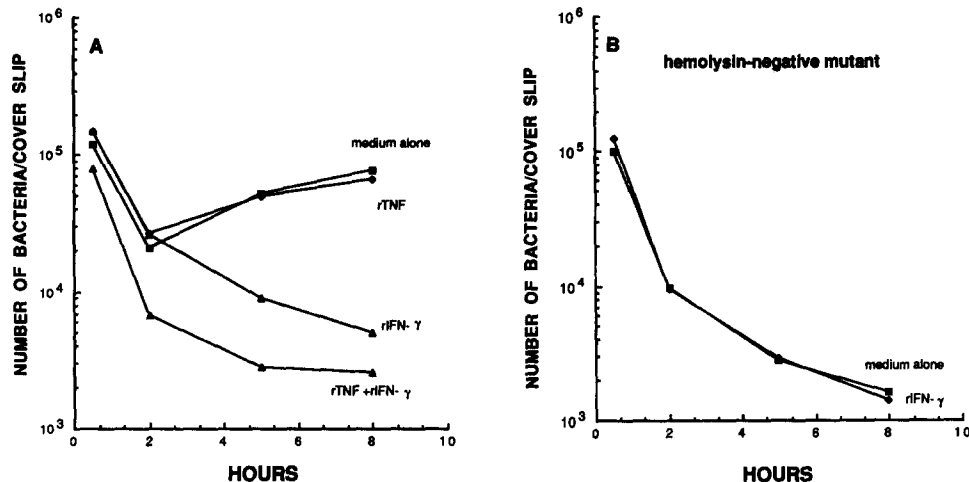 A
NUMBER OF BACTERIA/COVER SLIP
10^6
10^5
10^4
10^3
medium alone
rTNF
rIFN- γ
rTNF +rIFN- γ
0 2 4 6 8 10
HOURS
B
hemolysin-negative mutant
NUMBER OF BACTERIA/COVER SLIP
10^6
10^5
10^4
10^3
medium alone
rIFN- γ
0 2 4 6 8 10
HOURS